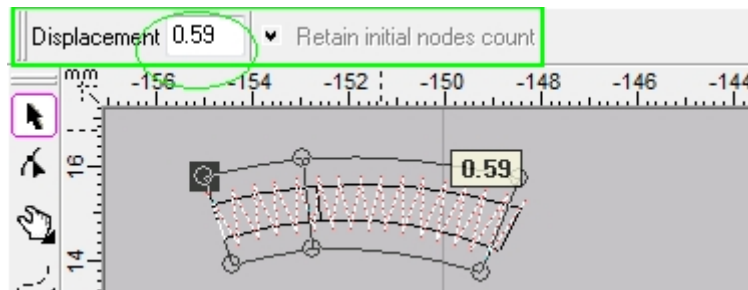 Displacement 0.59 Retain initial nodes count
mm -156 -154 -152 -150 -148 -146 -144
0.59
16
14